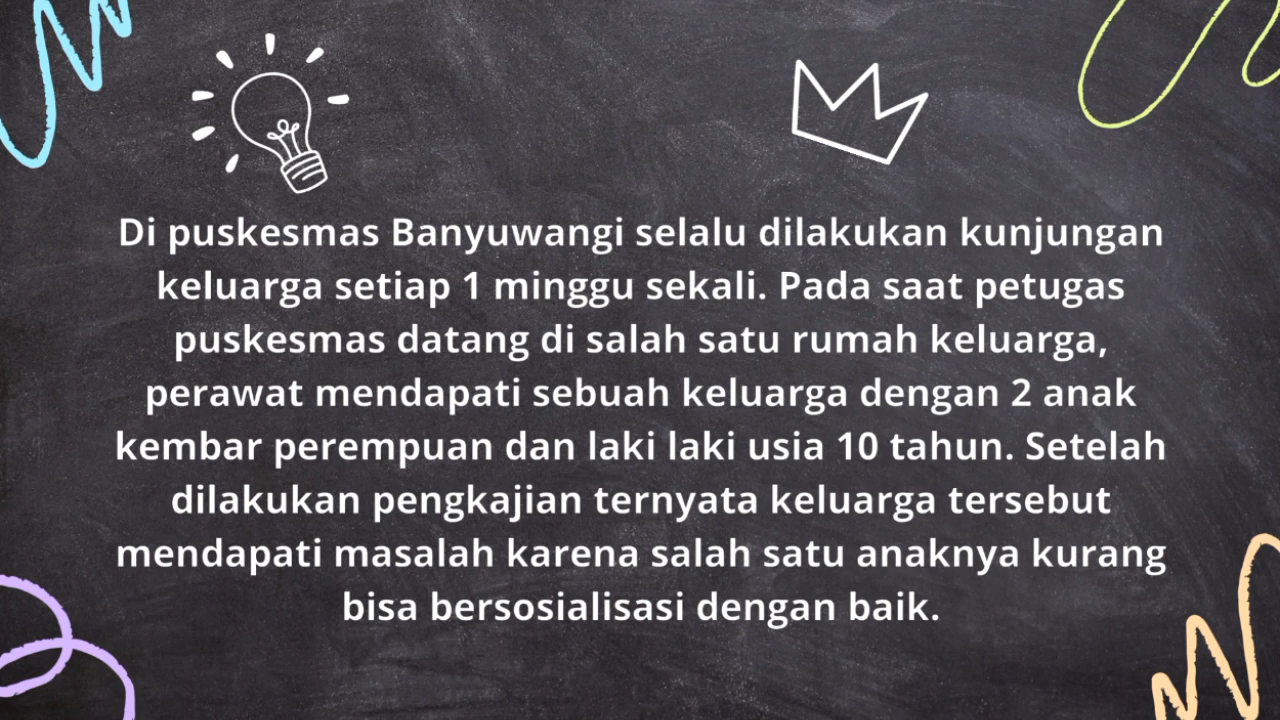 Di puskesmas Banyuwangi selalu dilakukan kunjungan
keluarga setiap 1 minggu sekali. Pada saat petugas
puskesmas datang di salah satu rumah keluarga,
perawat mendapati sebuah keluarga dengan 2 anak
kembar perempuan dan laki laki usia 10 tahun. Setelah
dilakukan pengkajian ternyata keluarga tersebut
mendapati masalah karena salah satu anaknya kurang
bisa bersosialisasi dengan baik.